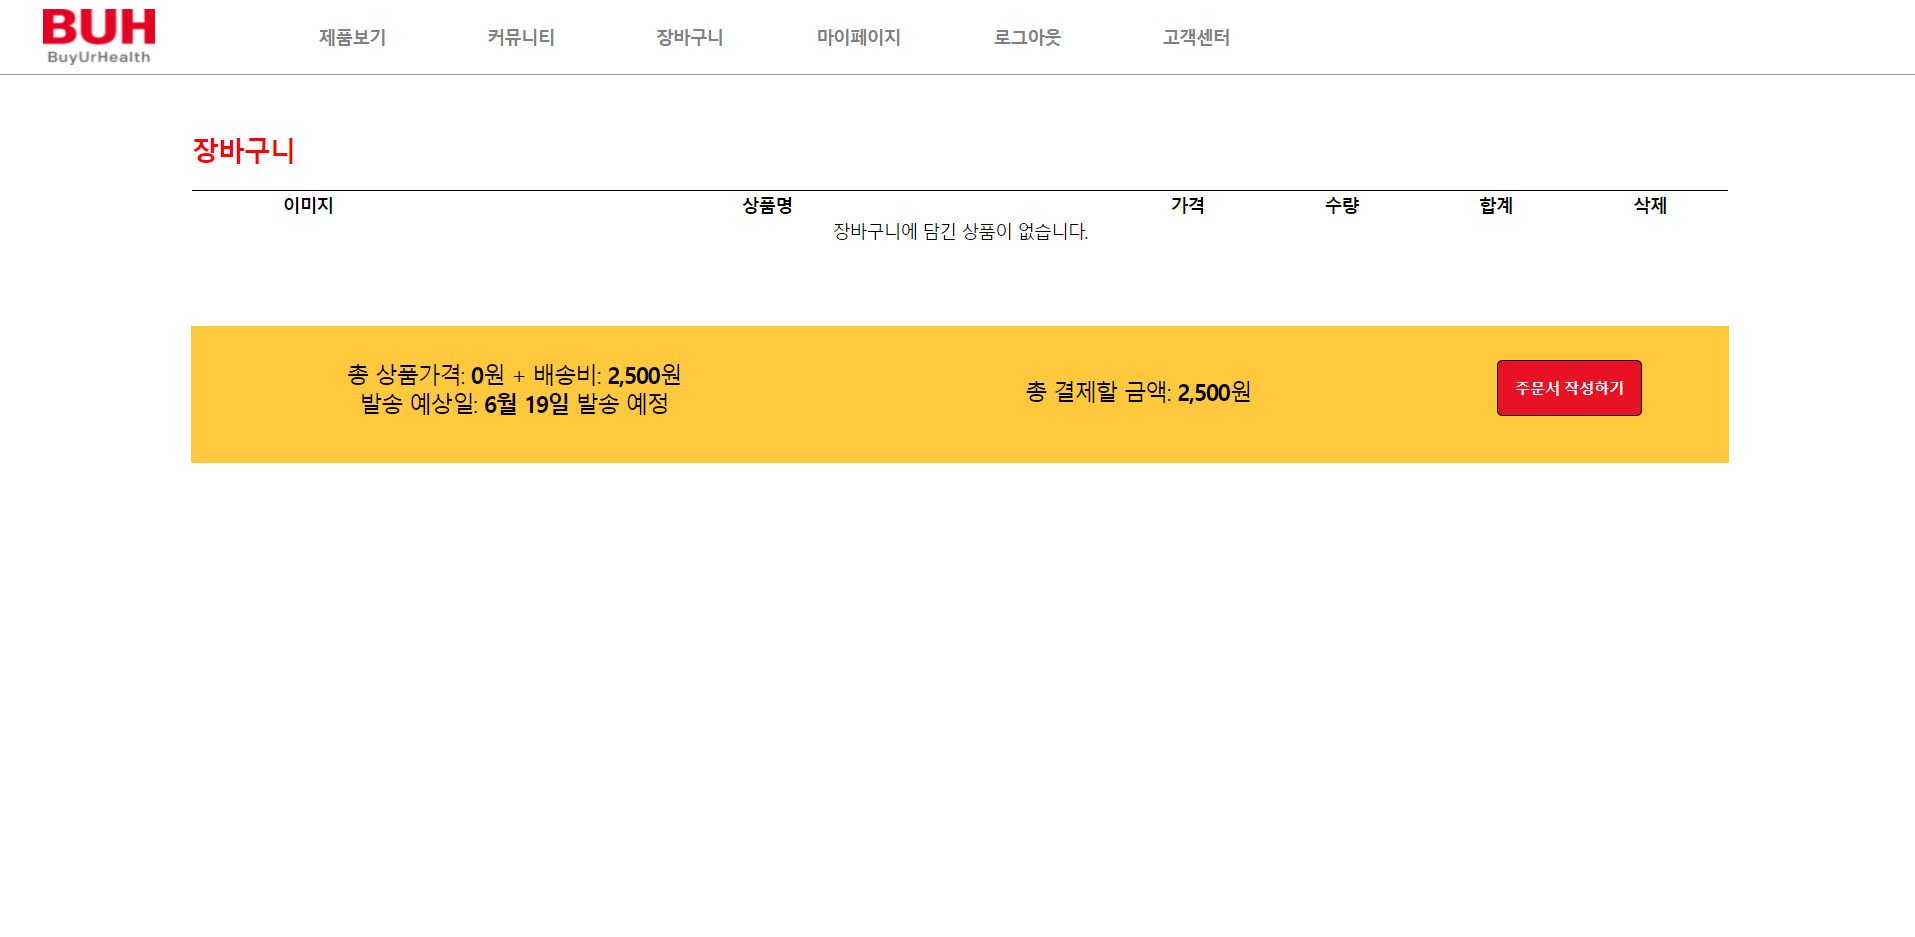 BUH
BuyUrHealth
제품보기 커뮤니티 장바구니 마이페이지 로그아웃 고객센터
장바구니
이미지 상품명 가격 수량 합계 삭제
장바구니에 담긴 상품이 없습니다.
총 상품가격: 0원 + 배송비: 2,500원
발송 예상일: 6월 19일 발송 예정
총 결제할 금액: 2,500원
주문서 작성하기